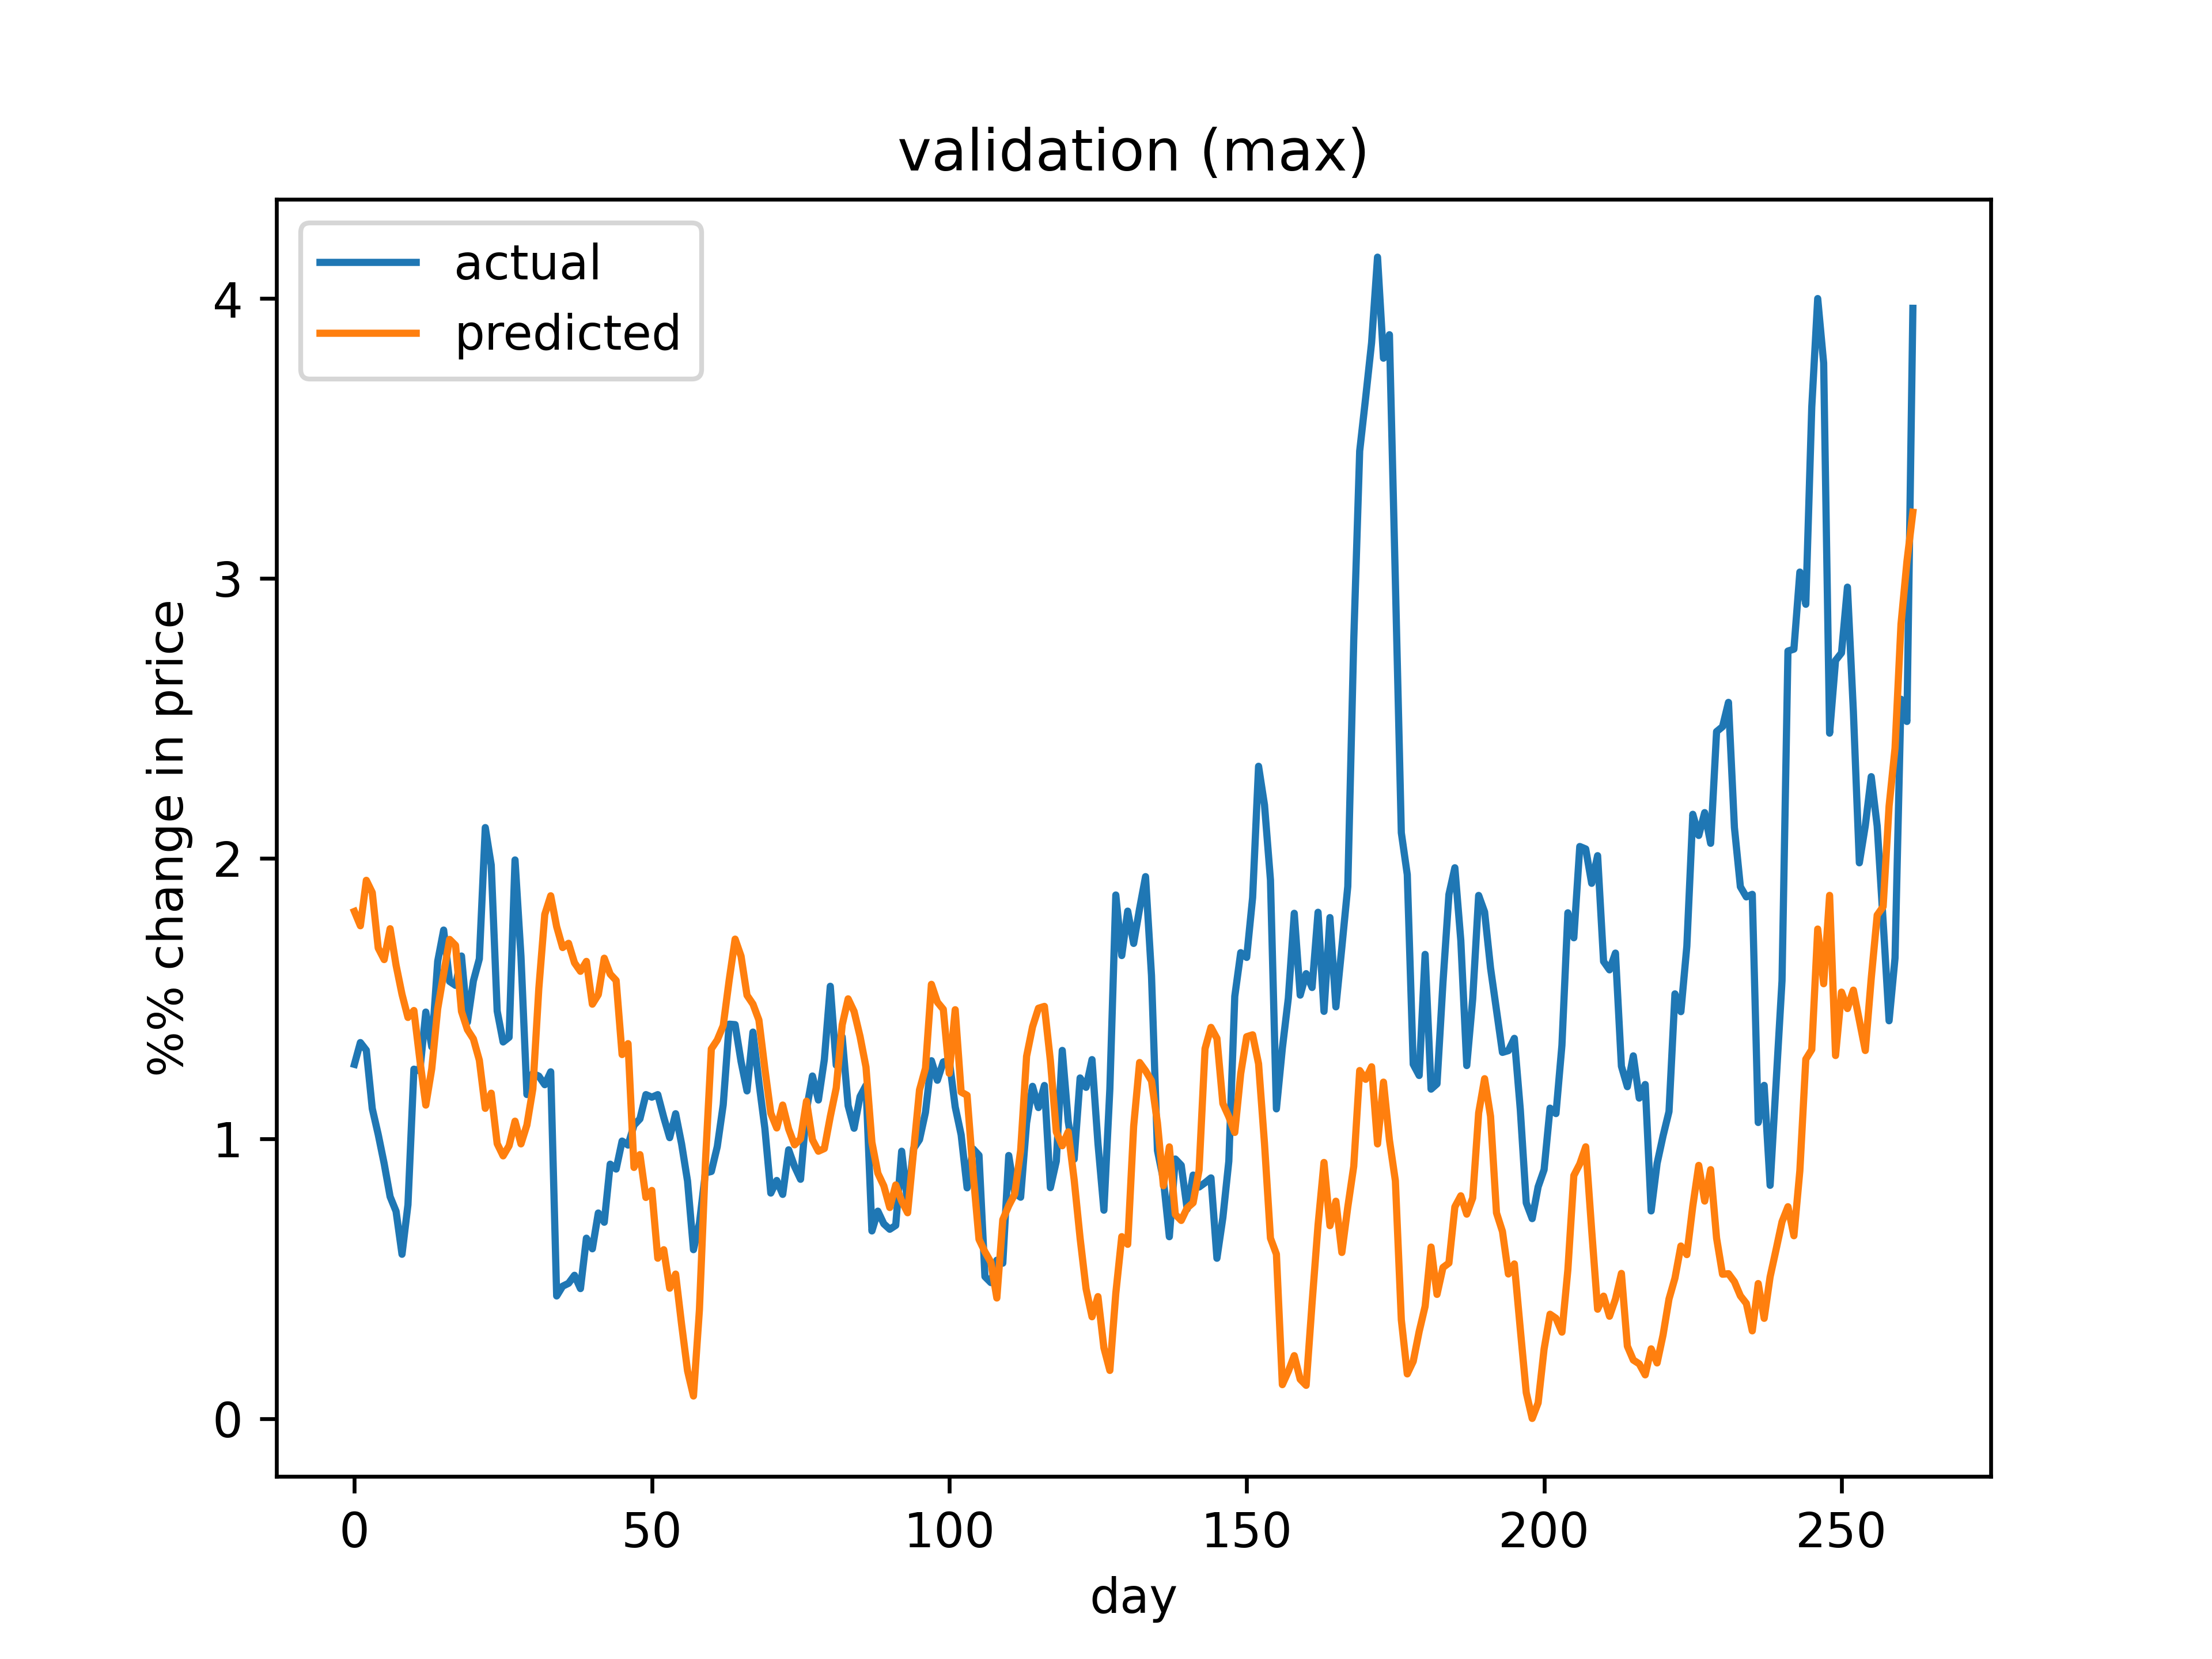 validation (max)
actual
predicted
%% change in price
4
3
2
1
0
0 50 100 150 200 250
day